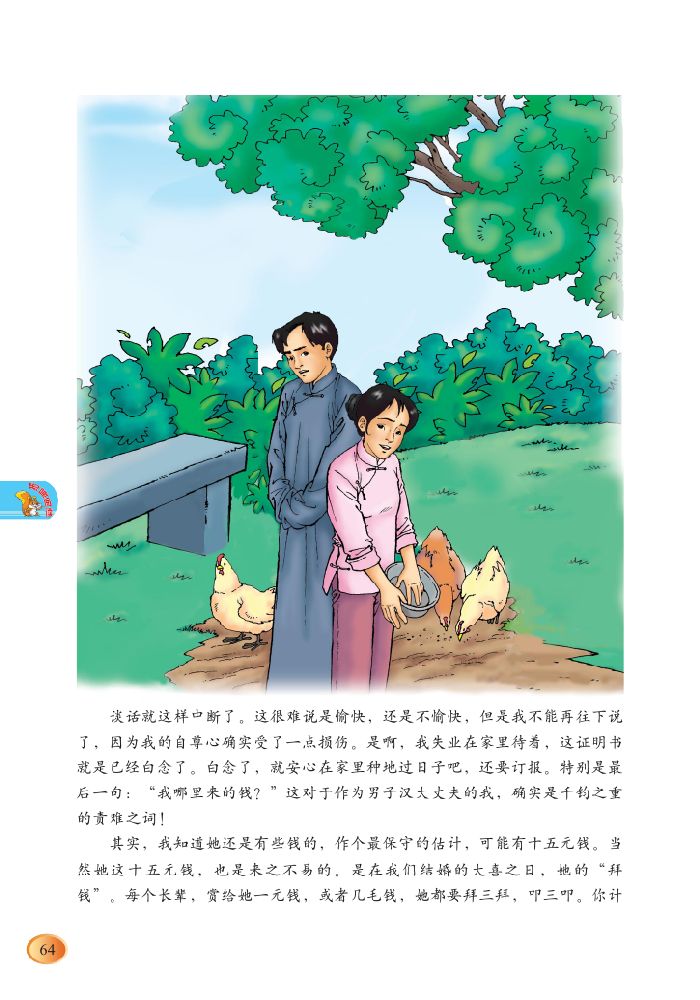 谈话就这样中断了。这很难说是愉快，还是不愉快，但是我不能再往下说
了，因为我的自尊心确实受了一点损伤。是啊，我失业在家里待着，这证明书
就是已经白念了。白念了，就安心在家里种地过日子吧，还要订报。特别是最
后一句：“我哪里来的钱？”这对于作为男子汉大丈夫的我，确实是千钧之重
的责难之词！
其实，我知道她还是有些钱的，作个最保守的估计，可能有十五元钱。当
然她这十五元钱，也是来之不易的，是在我们结婚的大喜之日，她的“拜
钱”。每个长辈，赏给她一元钱，或者几毛钱，她都要拜三拜，叩三叩。你计
64